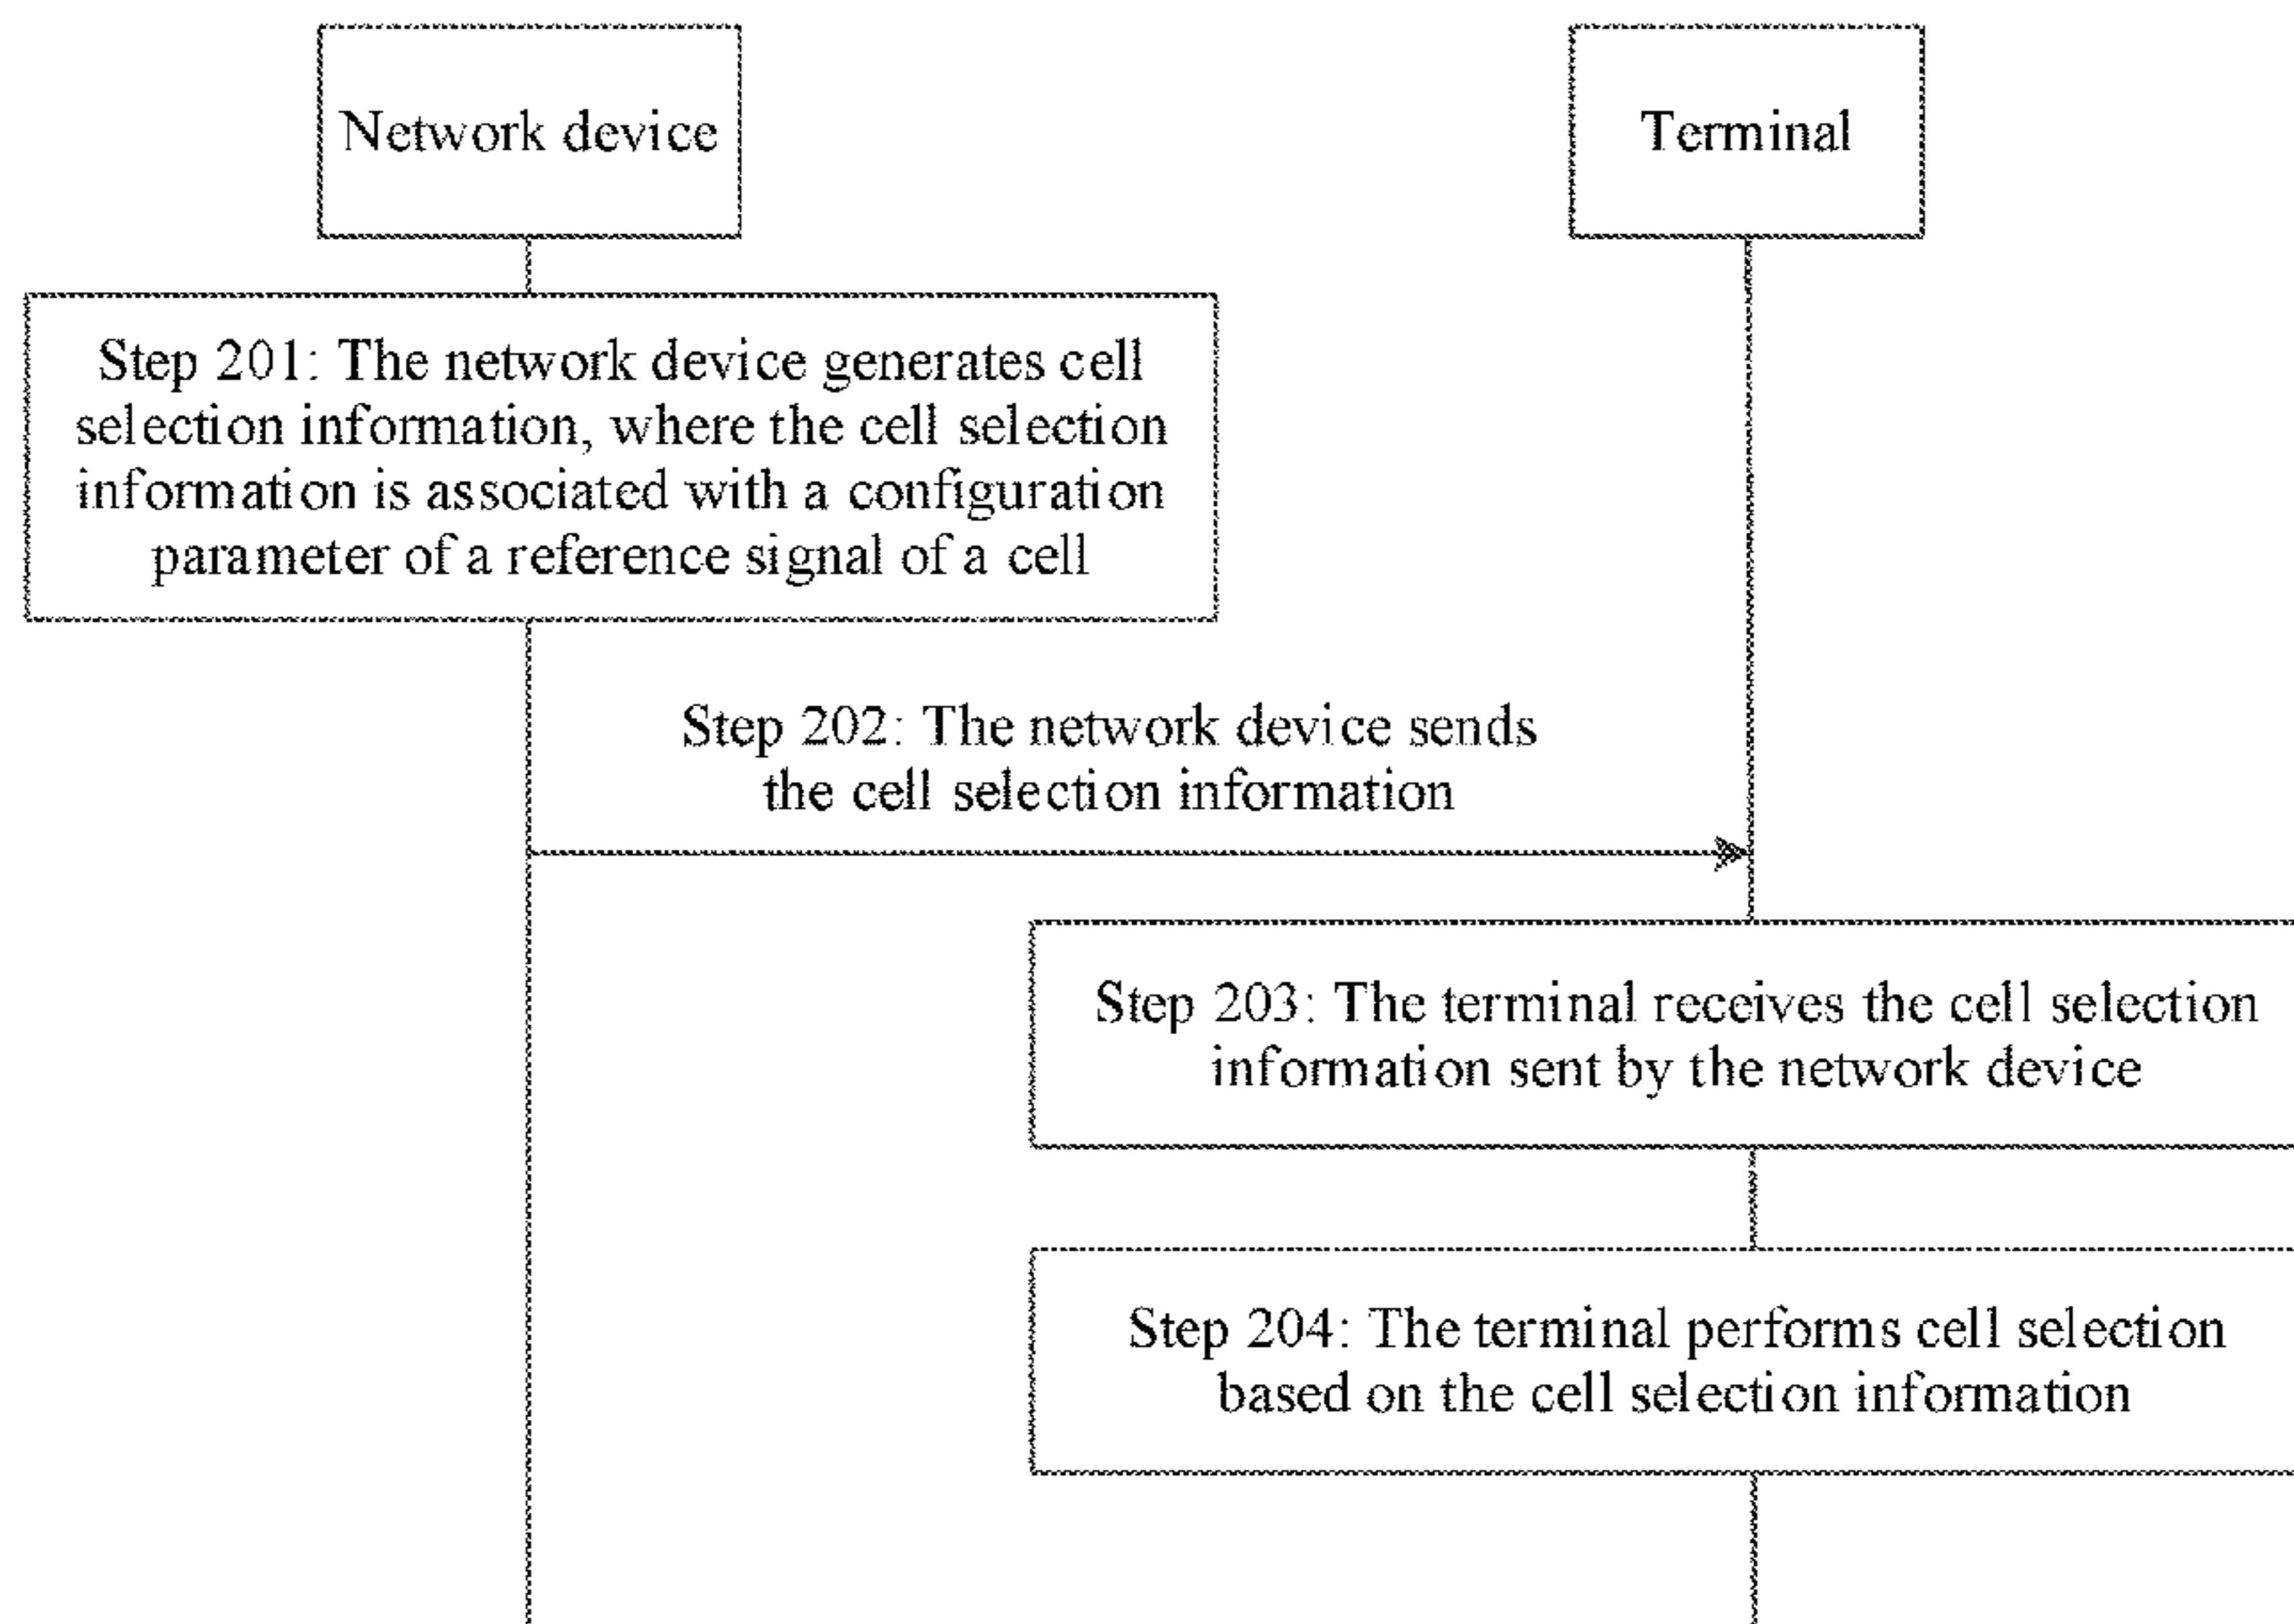 Network device
Terminal
Step 201: The network device generates cell
selection information, where the cell selection
information is associated with a configuration
parameter of a reference signal of a cell
Step 202: The network device sends
the cell selection information
Step 203: The terminal receives the cell selection
information sent by the network device
Step 204: The terminal performs cell selection
based on the cell selection information